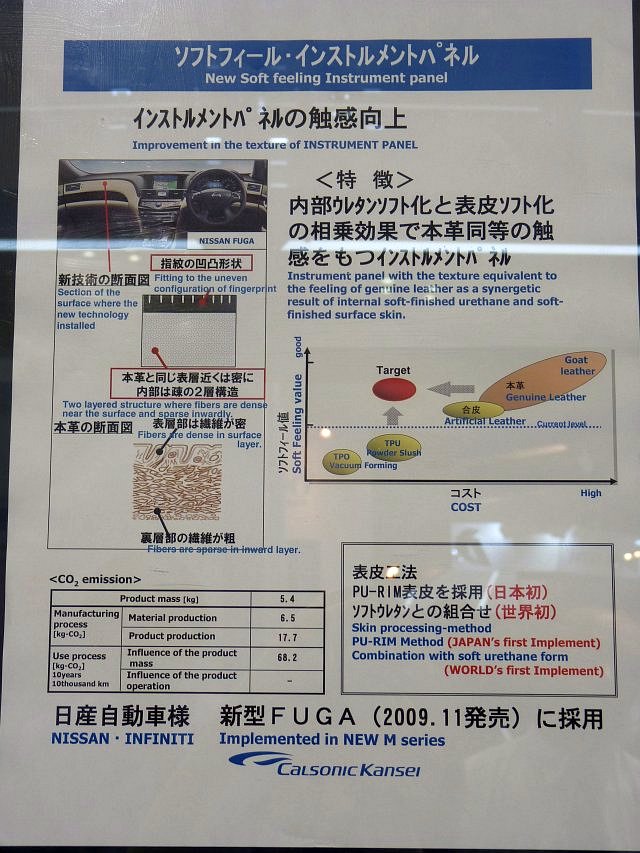 ソフトフィール・インストルメントパネル
New Soft feeling Instrument panel
インストルメントパネルの触感向上
Improvement in the texture of INSTRUMENT PANEL
NISSAN FUGA
新技術の断面図
Section of the
surface where the
new technology
installed
指紋の凹凸形状
Fitting to the uneven
configuration of fingerprint
本革と同じ表層近くは密に
内部は疎の2層構造
Two layered structure where fibers are dense
near the surface and sparse inwardly.
本革の断面図
表層部は繊維が密
Fibers are dense in surface
layer.
裏層部の繊維が粗
Fibers are sparse in inward layer.
<特 徴>
内部ウレタンソフト化と表皮ソフト化
の相乗効果で本革同等の触
感をもつインストルメントパネル
Instrument panel with the texture equivalent to
the feeling of genuine leather as a synergetic
result of internal soft-finished urethane and soft-
finished surface skin.
good
ソフトフィール値
Soft Feeling value
Target
Goat
leather
本革
Genuine Leather
合皮
Artificial Leather
Current level
TPU
Powder Slush
TPO
Vacuum Forming
コスト
COST
High
<CO2 emission>
Product mass [kg] 5.4
Manufacturing
process
[kg-CO2]
Material production 6.5
Product production 17.7
Use process
[kg-CO2]
10years
10thousand km
Influence of the product
mass 68.2
Influence of the product
operation –
表皮工法
PU-RIM表皮を採用(日本初)
ソフトウレタンとの組合せ(世界初)
Skin processing-method
PU-RIM Method (JAPAN's first Implement)
Combination with soft urethane form
(WORLD's first Implement)
日産自動車様 新型FUGA(2009.11発売)に採用
NISSAN・INFINITI Implemented in NEW M series
CALSONIC KANSEI